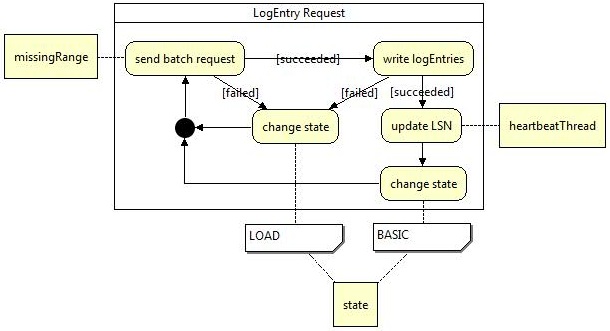 LogEntry Request
missingRange
send batch request
[succeeded]
write logEntries
[failed]
[failed]
[succeeded]
change state
update LSN
heartbeatThread
change state
LOAD
BASIC
state